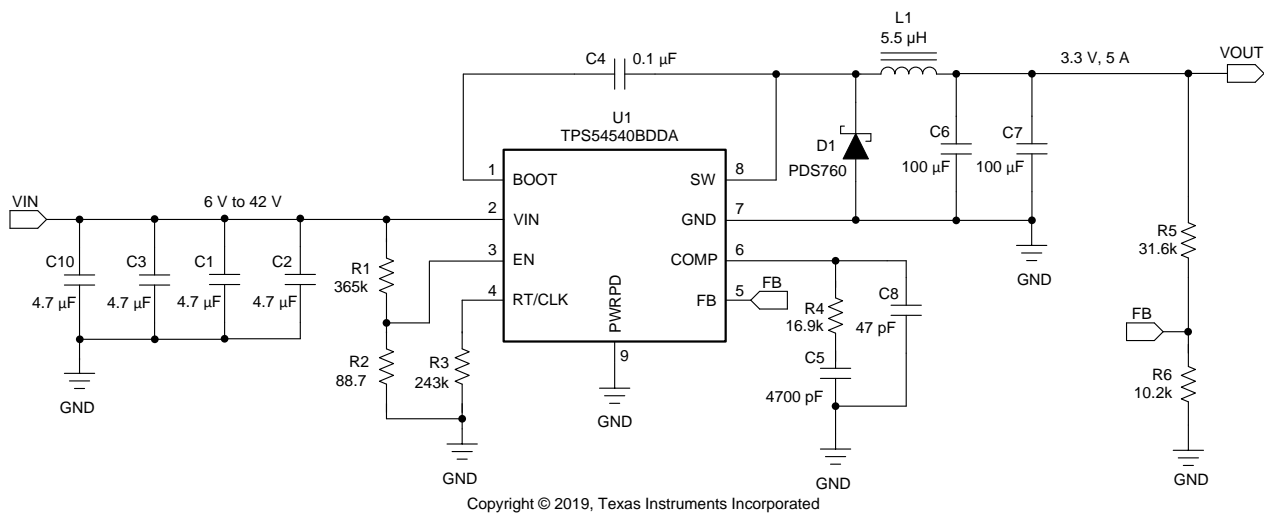 L1
5.5 µH
C4
0.1 µF
3.3 V, 5 A
VOUT
U1
TPS54540BDDA
D1
PDS760
C6
100 µF
C7
100 µF
1
BOOT
SW
8
VIN
6 V to 42 V
2
VIN
GND
7
3
EN
COMP
6
4
RT/CLK
FB
5
FB
PWRPD
9
GND
C10
4.7 µF
C3
4.7 µF
C1
4.7 µF
C2
4.7 µF
GND
R1
365k
R2
88.7
R3
243k
GND
R4
16.9k
C8
47 pF
C5
4700 pF
GND
GND
R5
31.6k
FB
R6
10.2k
GND
Copyright © 2019, Texas Instruments Incorporated